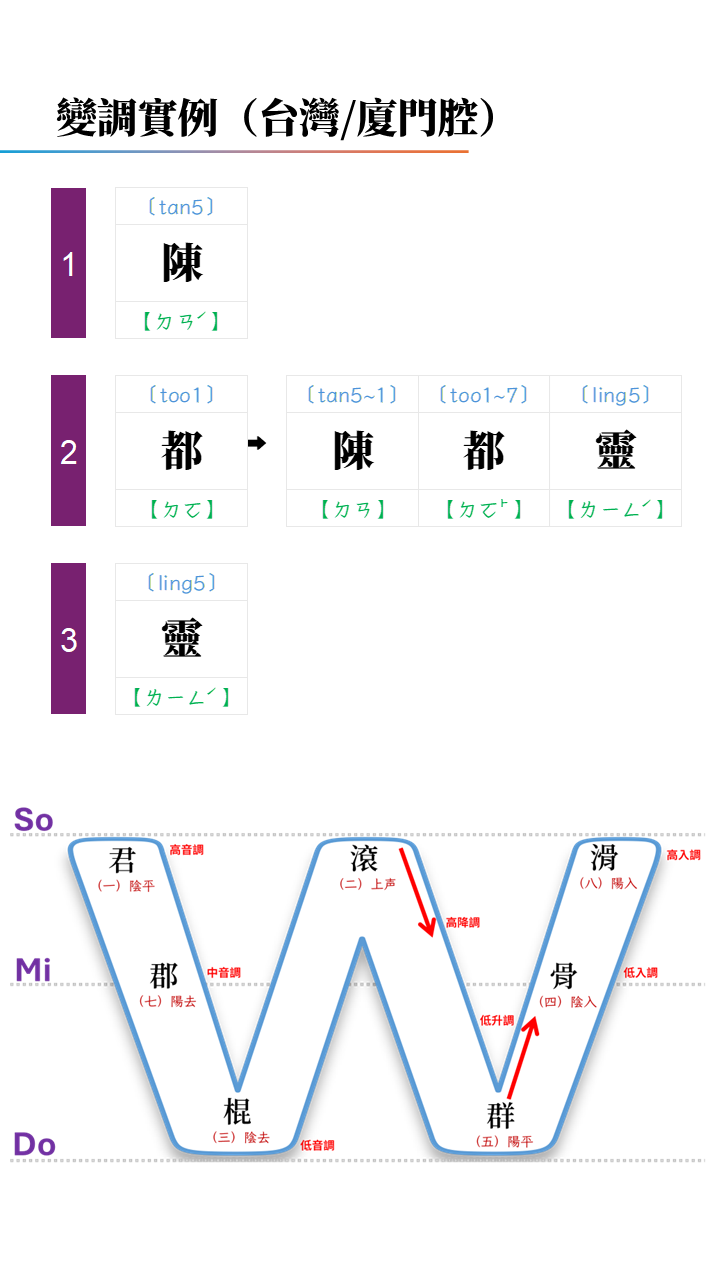 變調實例（台灣/廈門腔）
1
〔tan5〕
陳
【ㄉㄢˊ】
2
〔too1〕
都
【ㄉㄛ】
〔tan5~1〕 〔too1~7〕 〔ling5〕
陳 都 靈
【ㄉㄢ】 【ㄉㄛ⊦】 【ㄌㄧㄥˊ】
3
〔ling5〕
靈
【ㄌㄧㄥˊ】
So
君
（一）陰平
高音調
滾
（二）上声
高降調
滑
（八）陽入
高入調
Mi
郡
（七）陽去
中音調
骨
（四）陰入
低入調
低升調
Do
棍
（三）陰去
低音調
群
（五）陽平